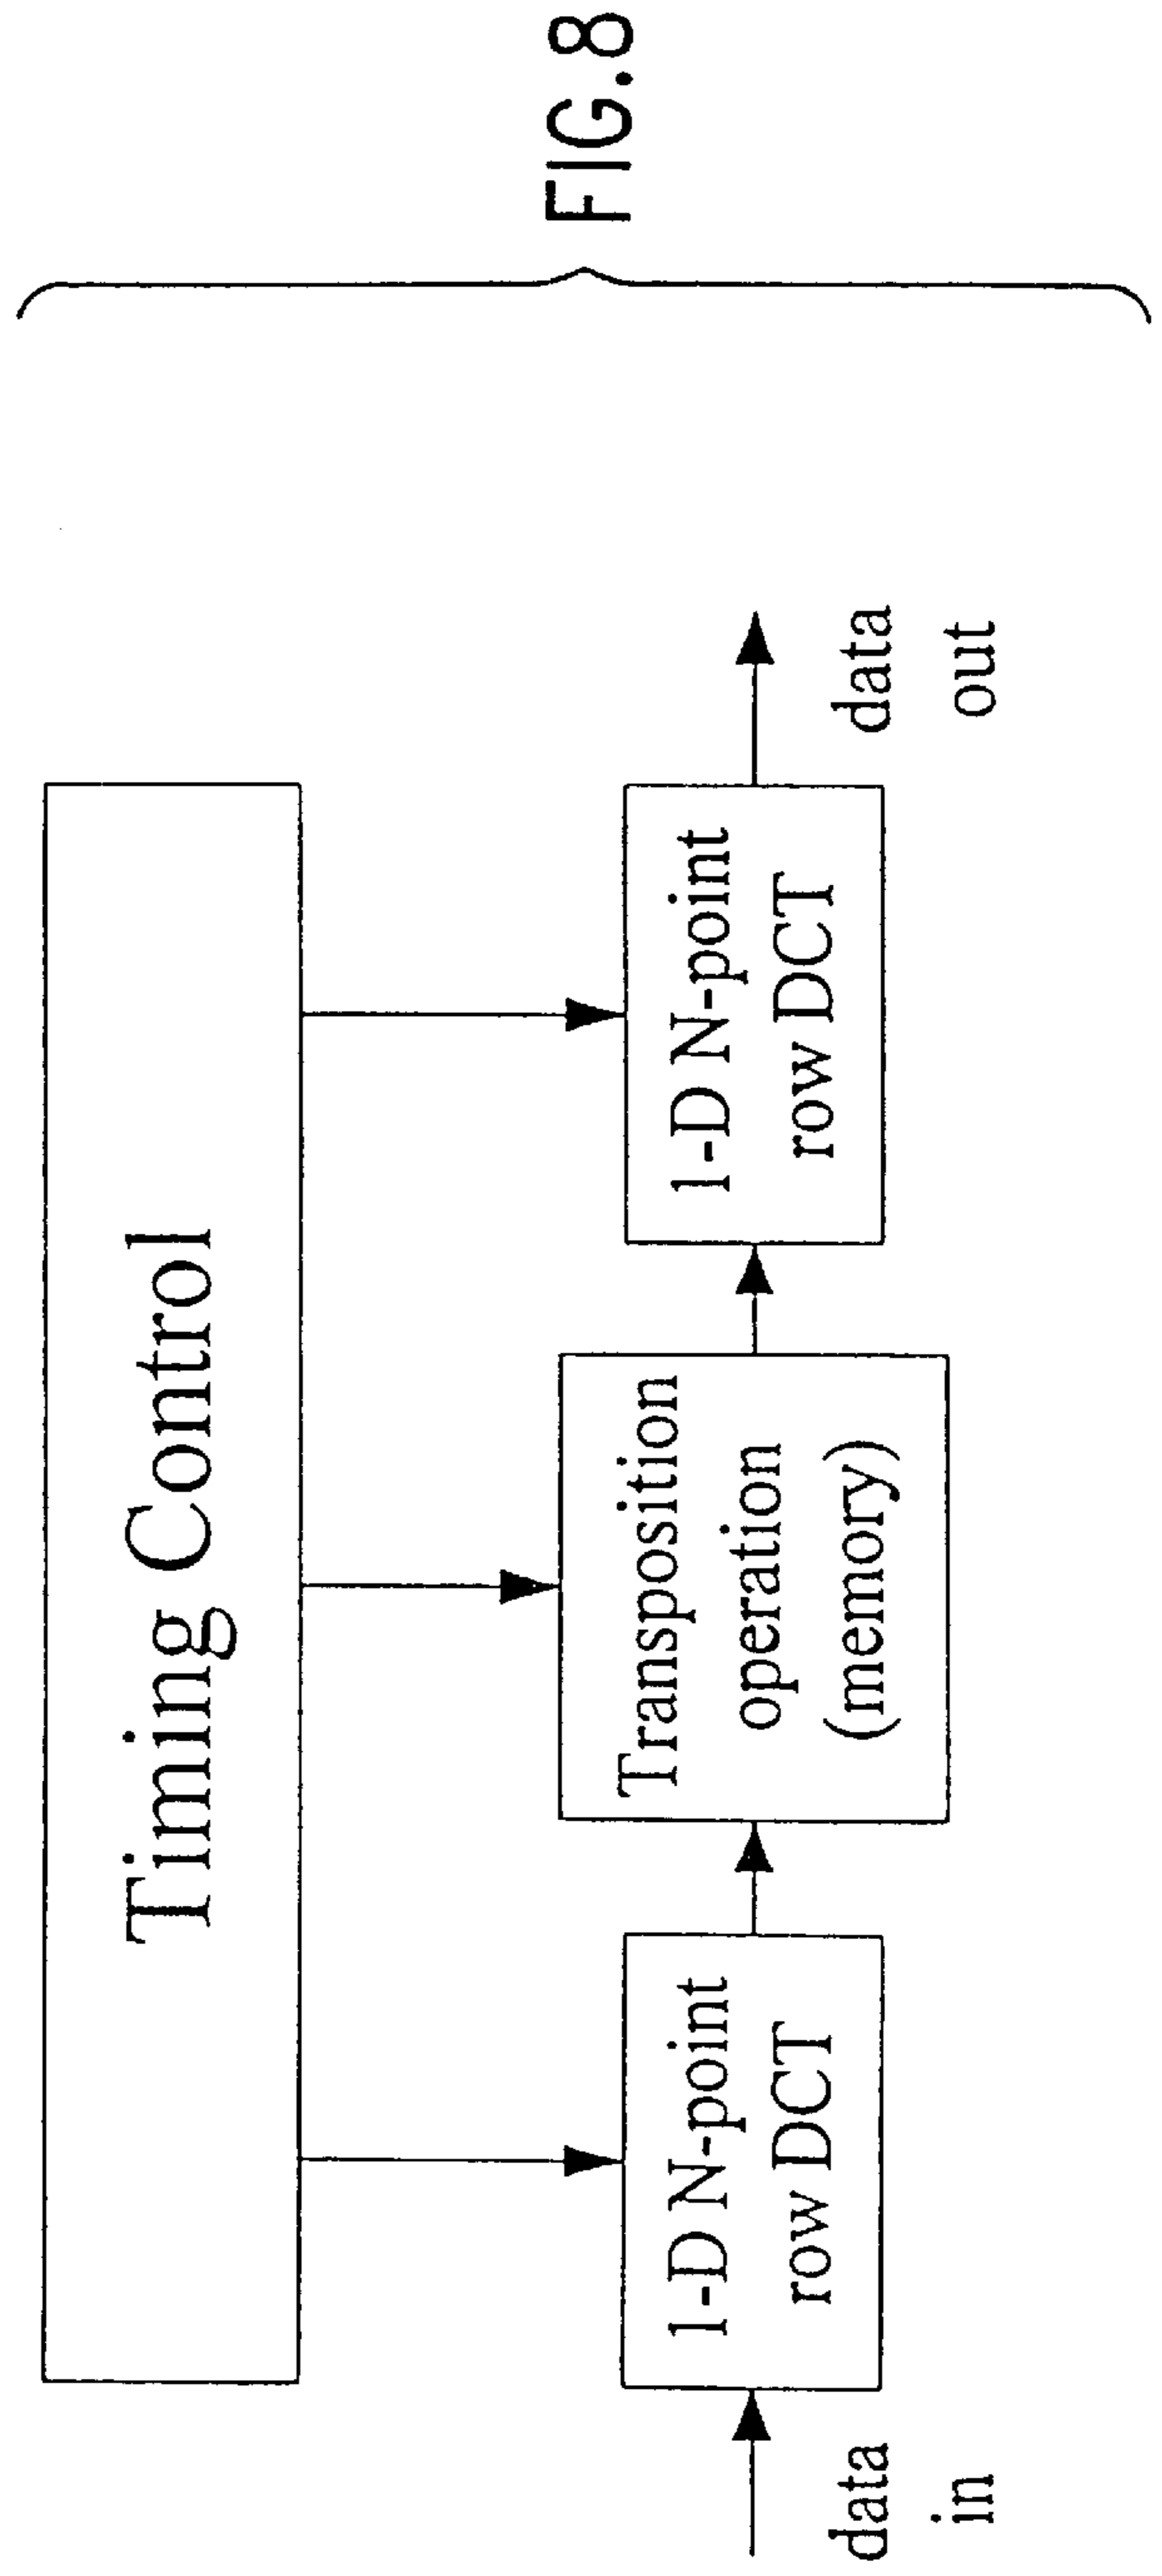 Timing Control
data
in
1-D N-point
row DCT
Transposition
operation
(memory)
1-D N-point
row DCT
data
out
FIG.8